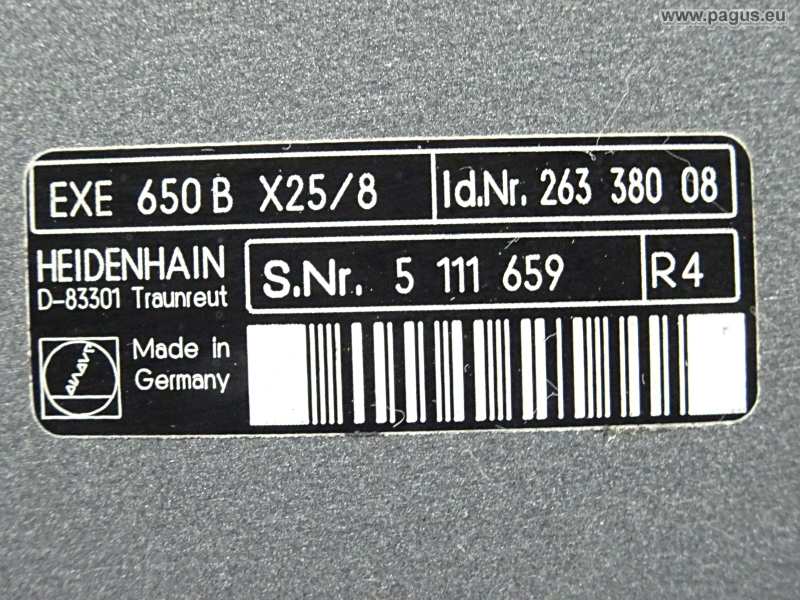 www.pagus.eu
EXE 650 B X25/8 Id.Nr. 263 380 08
HEIDENHAIN
D-83301 Traunreut
S.Nr. 5 111 659 R4
Made in
Germany